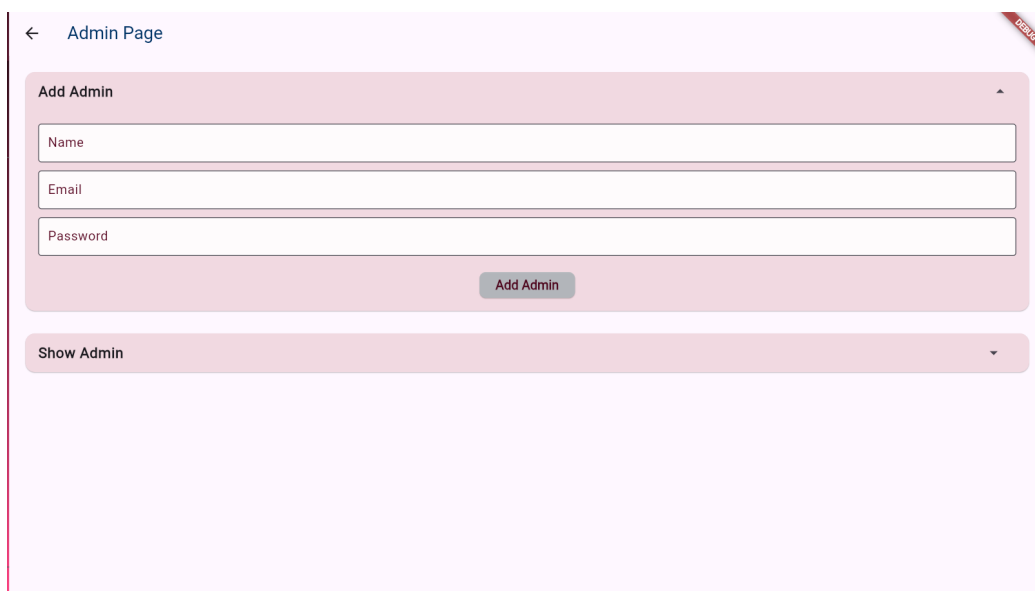 Admin Page
DEBUG
Add Admin
Name
Email
Password
Add Admin
Show Admin